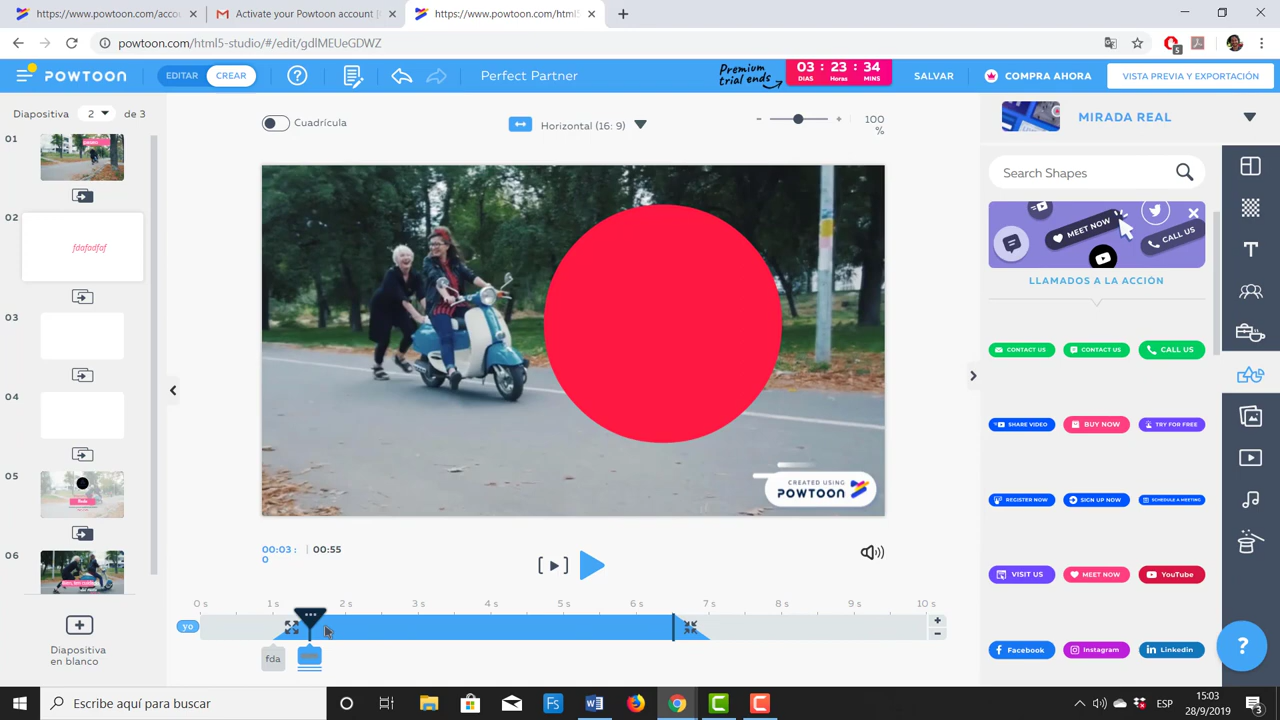 https://www.powtoon.com/accou
Activate your Powtoon account |
https://www.powtoon.com/html5
powtoon.com/html5-studio/#/edit/gdlMEUeGDWZ
5
POWTOON
EDITAR
CREAR
Perfect Partner
Premium
trial ends
03 : 23 : 34
DIAS Horas MINS
SALVAR
COMPRA AHORA
VISTA PREVIA Y EXPORTACIÓN
Diapositiva 2 de 3
Cuadrícula
Horizontal (16: 9)
100
%
MIRADA REAL
Search Shapes
MEET NOW
CALL US
LLAMADOS A LA ACCIÓN
CONTACT US
CONTACT US
CALL US
SHARE VIDEO
BUY NOW
TRY FOR FREE
REGISTER NOW
SIGN UP NOW
SCHEDULE A MEETING
VISIT US
MEET NOW
YouTube
Facebook
Instagram
Linkedin
01
02
fdafadfaf
03
04
05
06
Diapositiva
en blanco
CREATED USING
POWTOON
00:03 :
0
00:55
0 s
1 s
2 s
3 s
4 s
5 s
6 s
7 s
8 s
9 s
10 s
yo
fda
?
Escribe aquí para buscar
ESP
15:03
28/9/2019
3